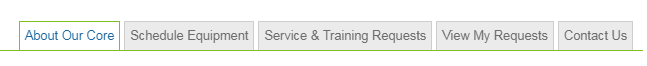 About Our Core Schedule Equipment Service & Training Requests View My Requests Contact Us